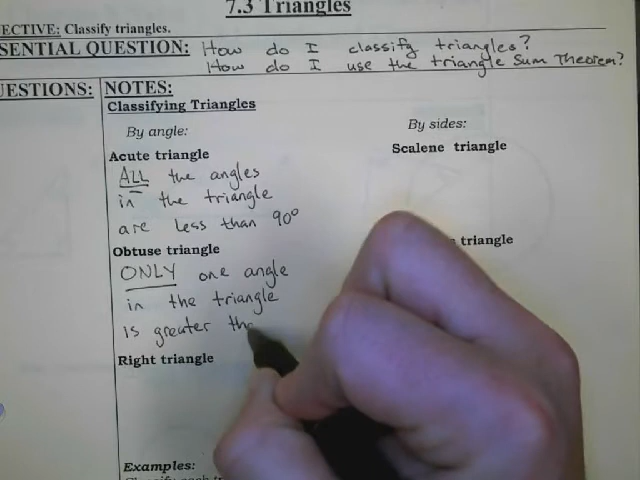 7.3 Triangles
ECTIVE: Classify triangles.
SENTIAL QUESTION: How do I classify triangles?
How do I use the triangle Sum Theorem?
UESTIONS: NOTES:
Classifying Triangles
By angle:
Acute triangle
ALL the angles
in the triangle
are less than 90°
Obtuse triangle
ONLY one angle
in the triangle
is greater the
Right triangle
Examples:
By sides:
Scalene triangle
triangle